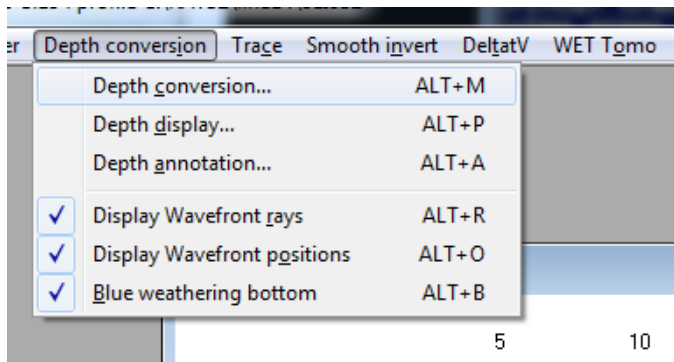 er Depth conversion Trace Smooth invert DeltatV WET Tomo
Depth conversion... ALT+M
Depth display... ALT+P
Depth annotation... ALT+A
Display Wavefront rays ALT+R
Display Wavefront positions ALT+O
Blue weathering bottom ALT+B
5 10